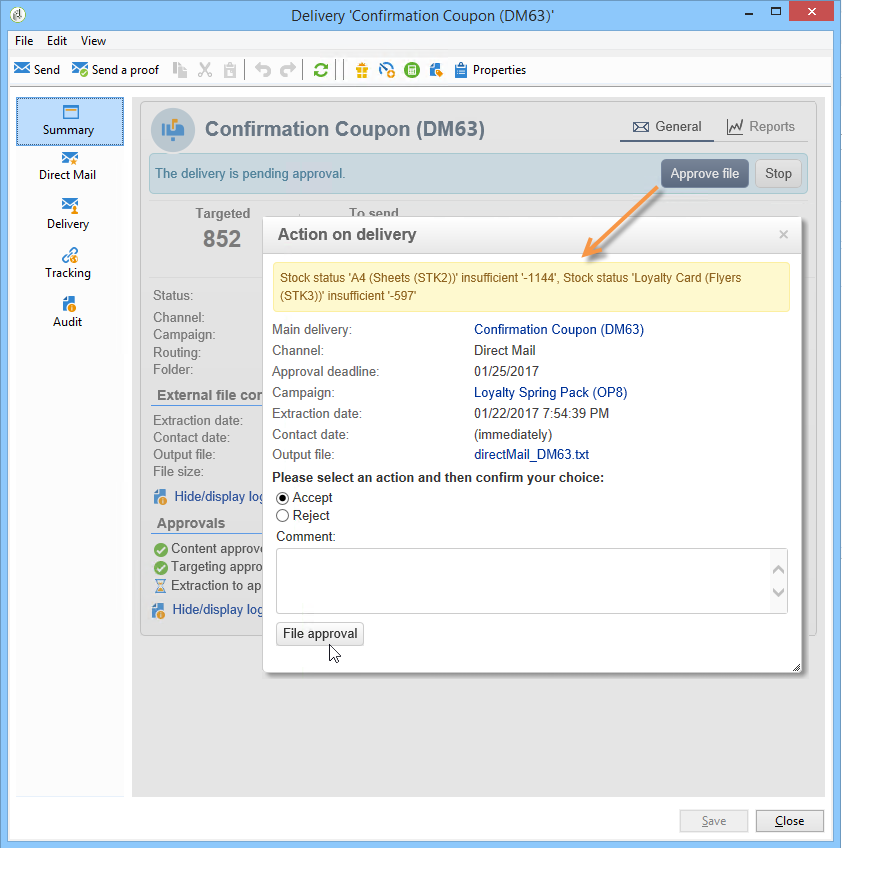 Delivery 'Confirmation Coupon (DM63)'
File Edit View
Send Send a proof Properties
Summary
Direct Mail
Delivery
Tracking
Audit
Confirmation Coupon (DM63)
General Reports
The delivery is pending approval.
Approve file Stop
Targeted To send
852
Status:
Channel:
Campaign:
Routing:
Folder:
External file con
Extraction date:
Contact date:
Output file:
File size:
Hide/display log
Approvals
Content approve
Targeting appro
Extraction to ap
Hide/display log
Action on delivery
Stock status 'A4 (Sheets (STK2))' insufficient '-1144', Stock status 'Loyalty Card (Flyers
(STK3))' insufficient '-597'
Main delivery: Confirmation Coupon (DM63)
Channel: Direct Mail
Approval deadline: 01/25/2017
Campaign: Loyalty Spring Pack (OP8)
Extraction date: 01/22/2017 7:54:39 PM
Contact date: (immediately)
Output file: directMail_DM63.txt
Please select an action and then confirm your choice:
Accept
Reject
Comment:
File approval
Save Close